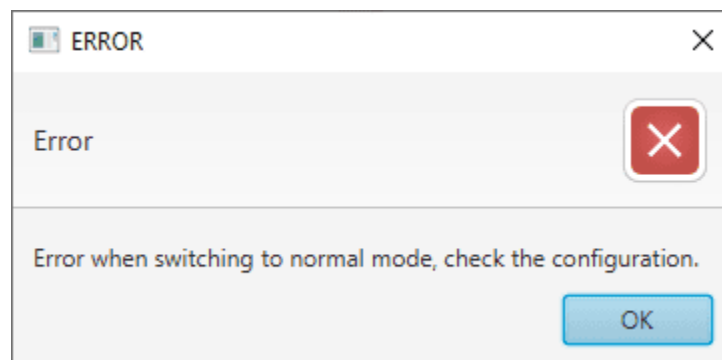 ERROR
Error
Error when switching to normal mode, check the configuration.
OK